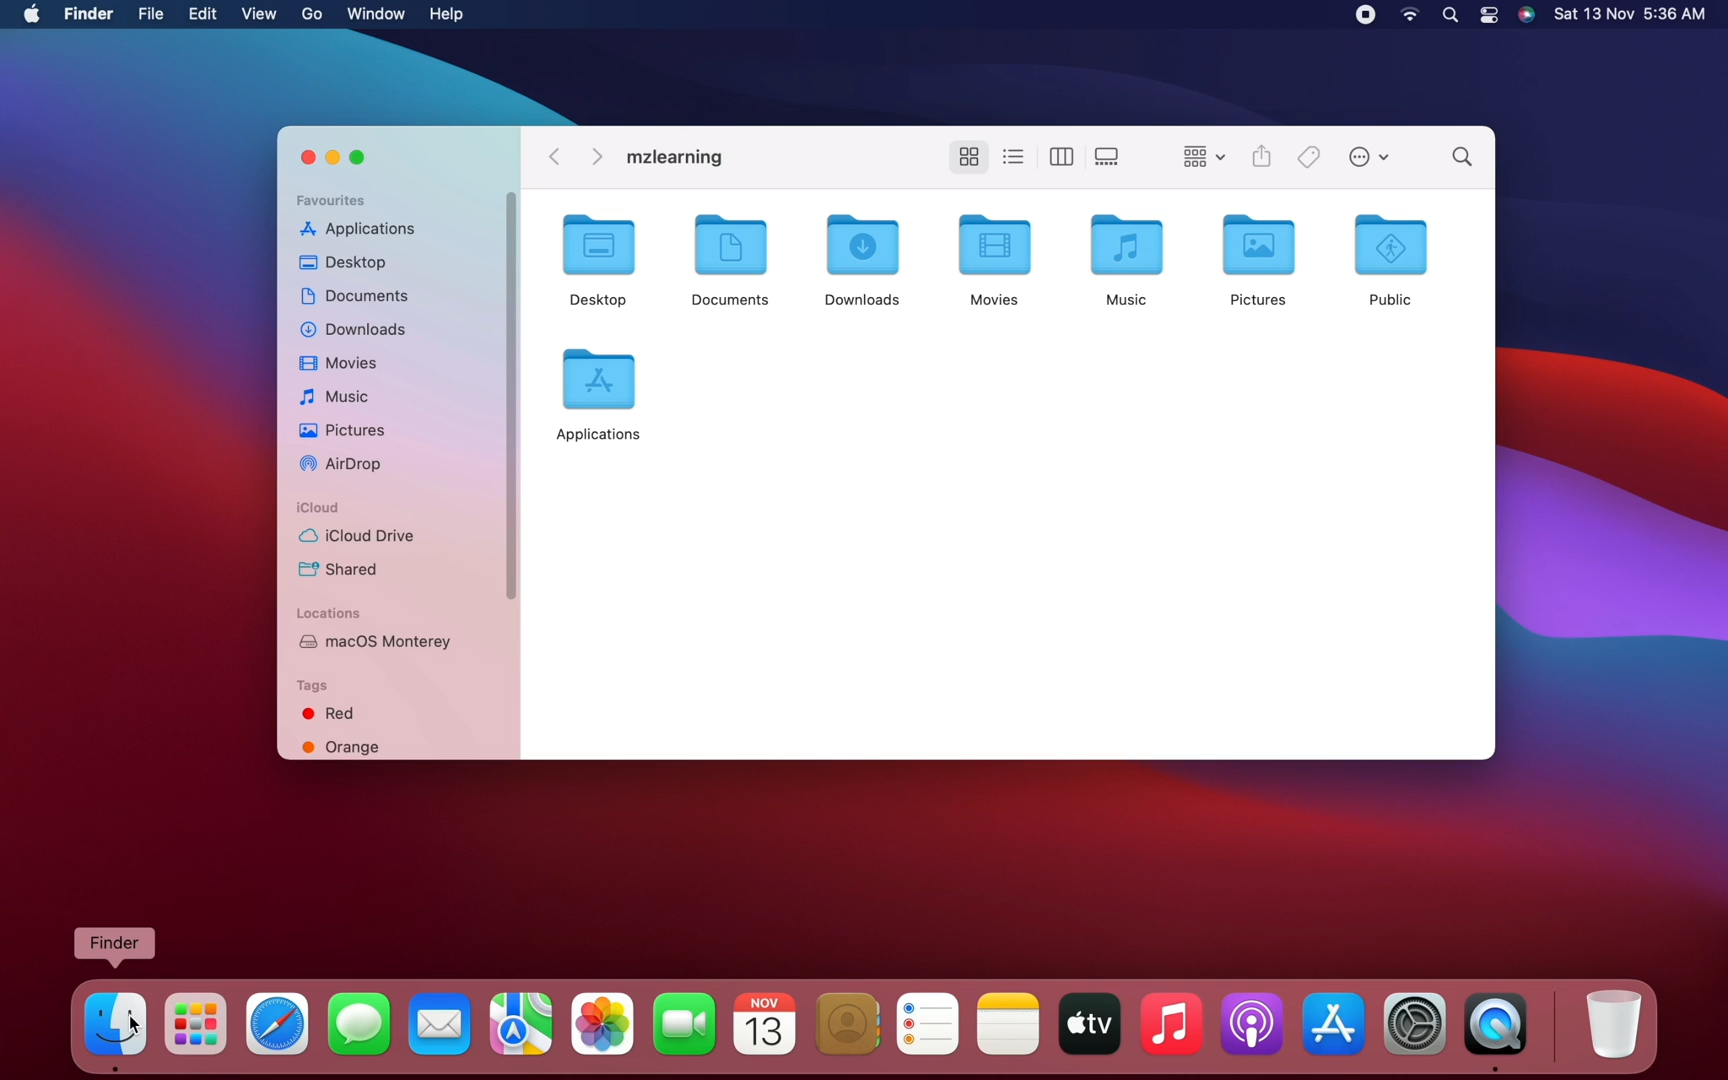 Finder File Edit View Go Window Help Sat 13 Nov 5:36 AM
mzlearning
Favourites
Applications
Desktop
Documents
Downloads
Movies
Music
Pictures
AirDrop
iCloud
iCloud Drive
Shared
Locations
macOS Monterey
Tags
Red
Orange
Desktop Documents Downloads Movies Music Pictures Public
Applications
Finder
NOV
13
tv